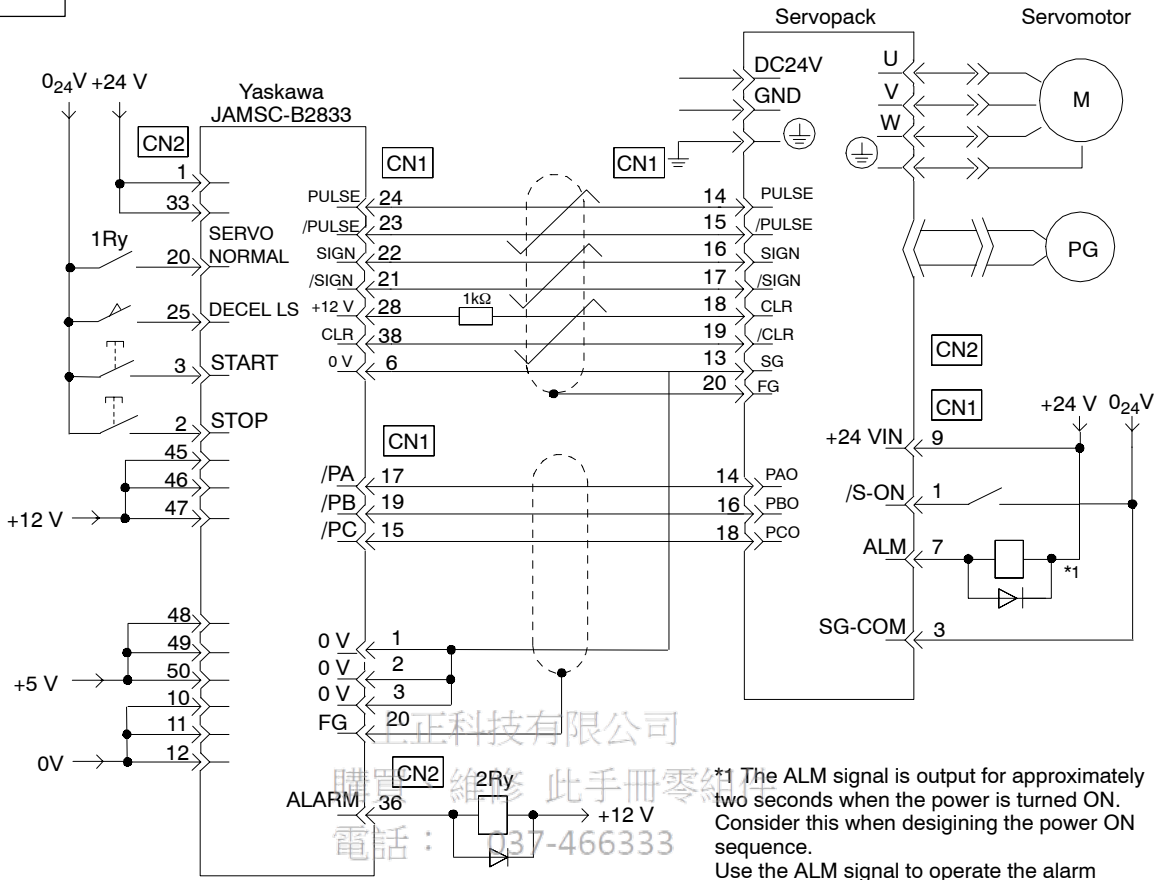 Servopack
Servomotor
0₂₄V +24 V
Yaskawa
JAMSC-B2833
CN2
1
33
1Ry
SERVO
20 NORMAL
25 DECEL LS
3 START
2 STOP
45
46
47
+12 V
48
49
50
+5 V
10
11
12
0V
CN1
PULSE 24
/PULSE 23
SIGN 22
/SIGN 21
+12 V 28
1kΩ
CLR 38
0 V 6
CN1
/PA 17
/PB 19
/PC 15
0 V 1
0 V 2
0 V 3
FG 20
CN2
ALARM 36
2Ry
+12 V
CN1
DC24V
GND
14 PULSE
15 /PULSE
16 SIGN
17 /SIGN
18 CLR
19 /CLR
13 SG
20 FG
14 PAO
16 PBO
18 PCO
U
V
W
M
PG
CN2
CN1
+24 V 0₂₄V
+24 VIN 9
/S-ON 1
ALM 7
*1
SG-COM 3
上正科技有限公司
購買、維修 此手冊零組件
電話： 037-466333
*1 The ALM signal is output for approximately
two seconds when the power is turned ON.
Consider this when desigining the power ON
sequence.
Use the ALM signal to operate the alarm